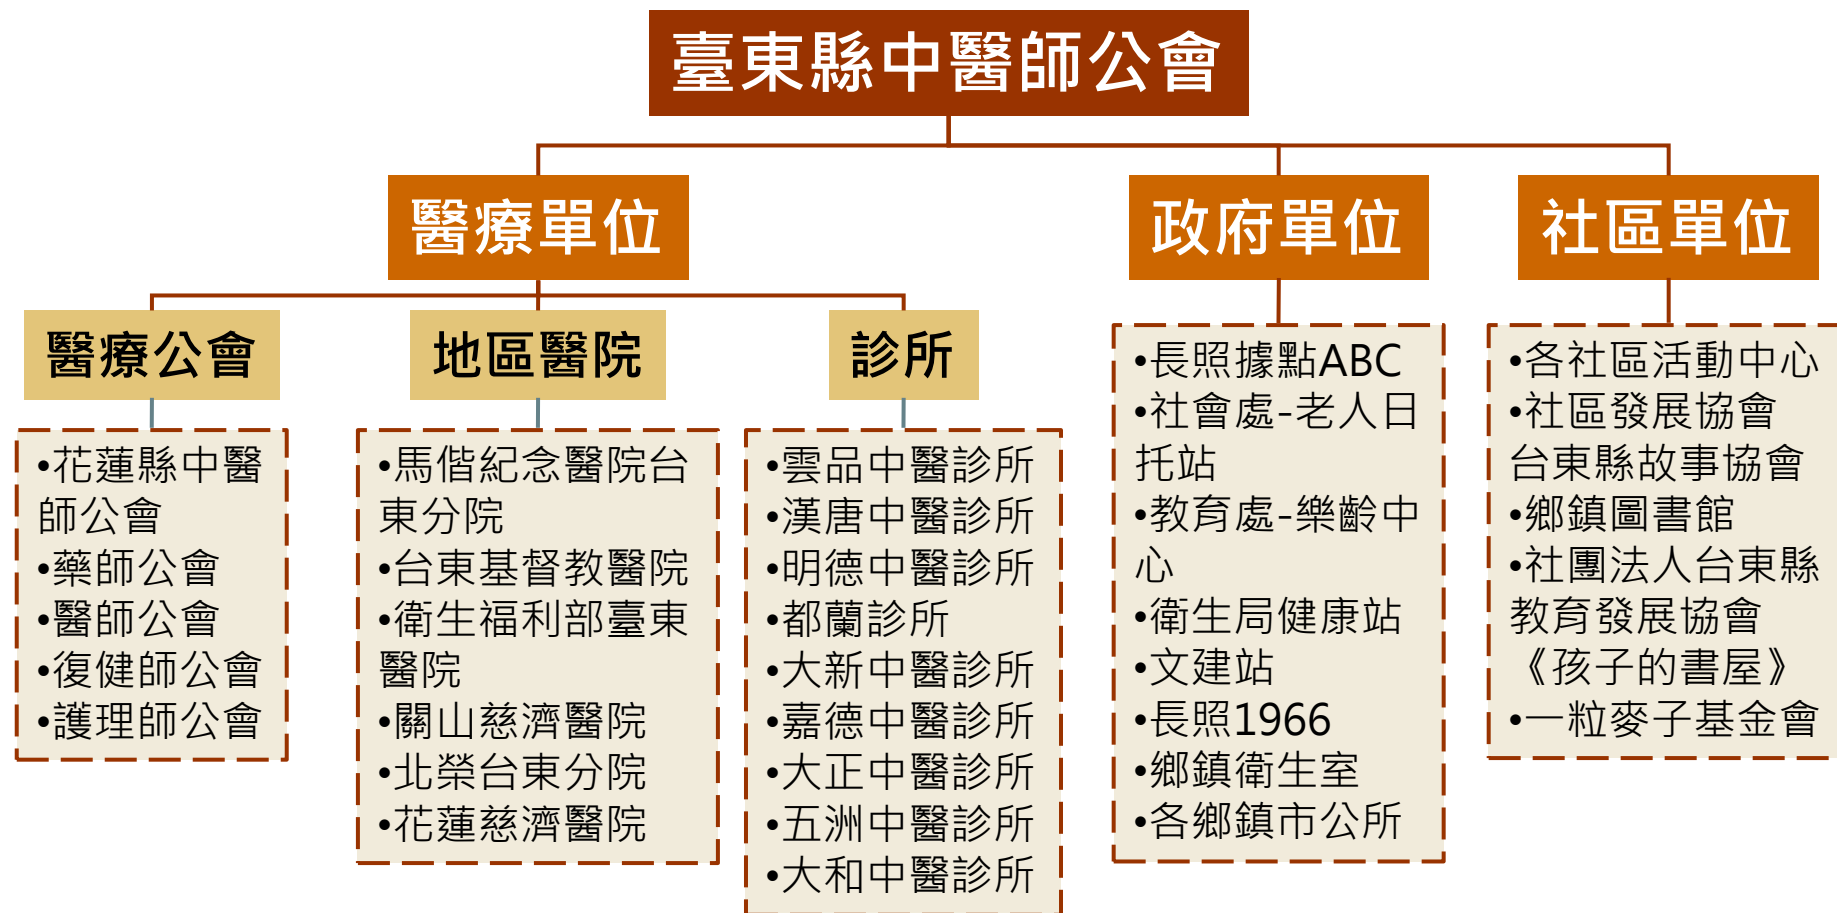 臺東縣中醫師公會
醫療單位
政府單位
社區單位
醫療公會
地區醫院
診所
•花蓮縣中醫
師公會
•藥師公會
•醫師公會
•復健師公會
•護理師公會
•馬偕紀念醫院台
東分院
•台東基督教醫院
•衛生福利部臺東
醫院
•關山慈濟醫院
•北榮台東分院
•花蓮慈濟醫院
•雲品中醫診所
•漢唐中醫診所
•明德中醫診所
•都蘭診所
•大新中醫診所
•嘉德中醫診所
•大正中醫診所
•五洲中醫診所
•大和中醫診所
•長照據點ABC
•社會處-老人日
托站
•教育處-樂齡中
心
•衛生局健康站
•文建站
•長照1966
•鄉鎮衛生室
•各鄉鎮市公所
•各社區活動中心
•社區發展協會
台東縣故事協會
•鄉鎮圖書館
•社團法人台東縣
教育發展協會
《孩子的書屋》
•一粒麥子基金會